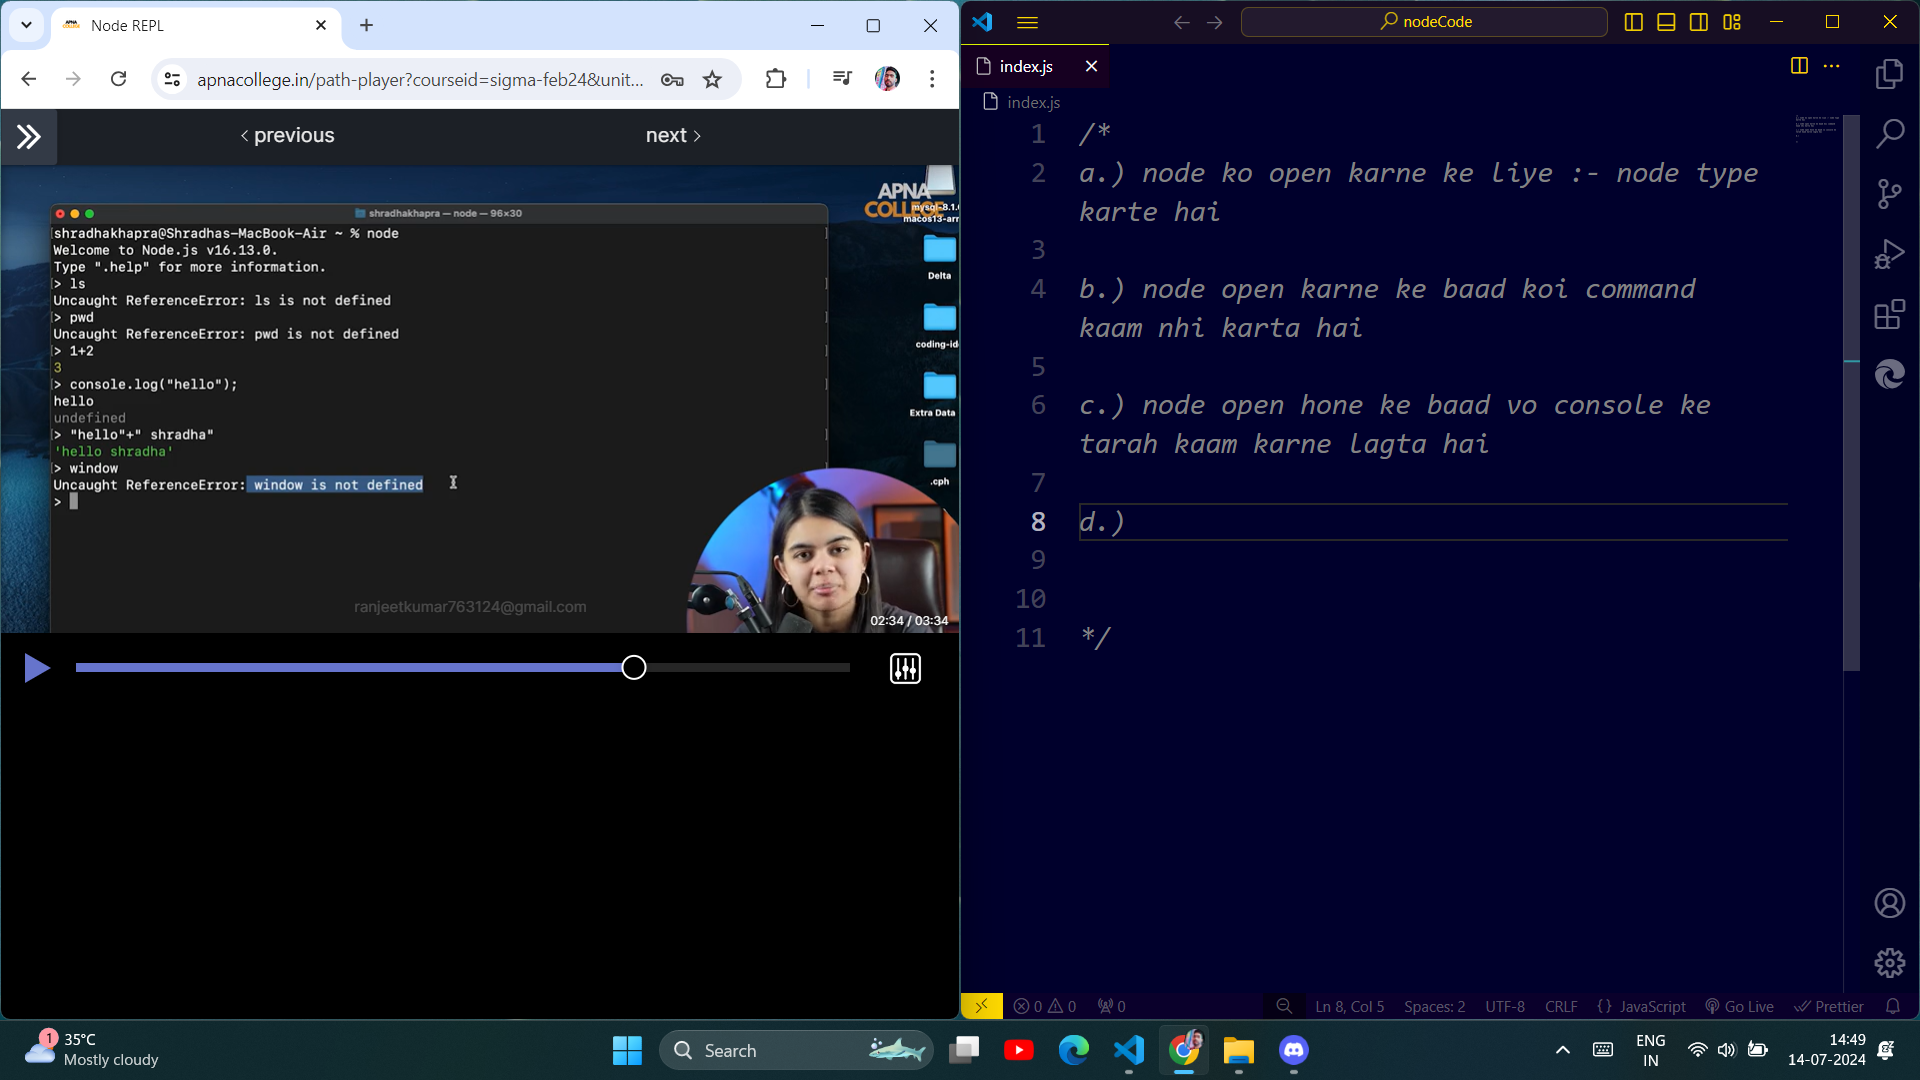 Node REPL
apnacollege.in/path-player?courseid=sigma-feb24&unit...
previous
next
APNA
COLLEGE
mysql-8.1.
macos13-arr
Delta
coding-id
Extra Data
.cph
shradhakhapra — node — 96×30
shradhakhapra@Shradhas-MacBook-Air ~ % node
Welcome to Node.js v16.13.0.
Type ".help" for more information.
> ls
Uncaught ReferenceError: ls is not defined
> pwd
Uncaught ReferenceError: pwd is not defined
> 1+2
3
> console.log("hello");
hello
undefined
> "hello"+" shradha"
'hello shradha'
> window
Uncaught ReferenceError: window is not defined
>
ranjeetkumar763124@gmail.com
02:34 / 03:34
nodeCode
index.js
index.js
1 /*
2 a.) node ko open karne ke liye :- node type
karte hai
3
4 b.) node open karne ke baad koi command
kaam nhi karta hai
5
6 c.) node open hone ke baad vo console ke
tarah kaam karne lagta hai
7
8 d.)
9
10
11 */
0 0 0 Ln 8, Col 5 Spaces: 2 UTF-8 CRLF {} JavaScript Go Live Prettier
1
35°C
Mostly cloudy
Search
ENG
IN
14:49
14-07-2024